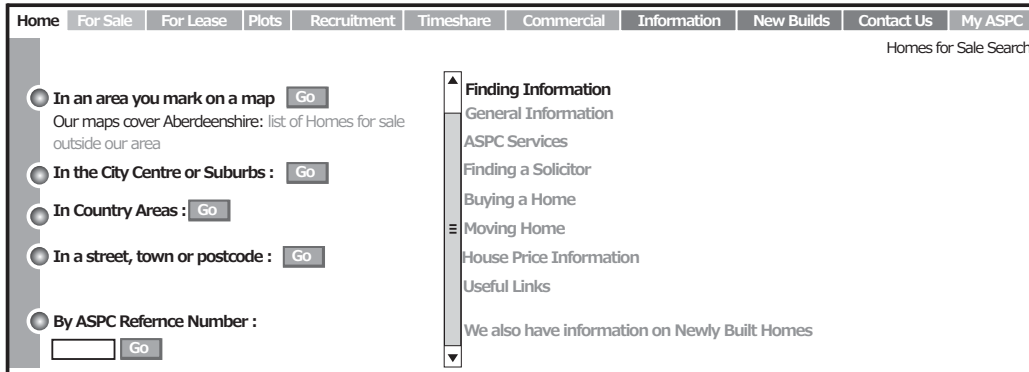 Home For Sale For Lease Plots Recruitment Timeshare Commercial Information New Builds Contact Us My ASPC
Homes for Sale Search
In an area you mark on a map Go
Our maps cover Aberdeenshire: list of Homes for sale
outside our area
In the City Centre or Suburbs : Go
In Country Areas : Go
In a street, town or postcode : Go
By ASPC Refernce Number :
Go
Finding Information
General Information
ASPC Services
Finding a Solicitor
Buying a Home
Moving Home
House Price Information
Useful Links
We also have information on Newly Built Homes